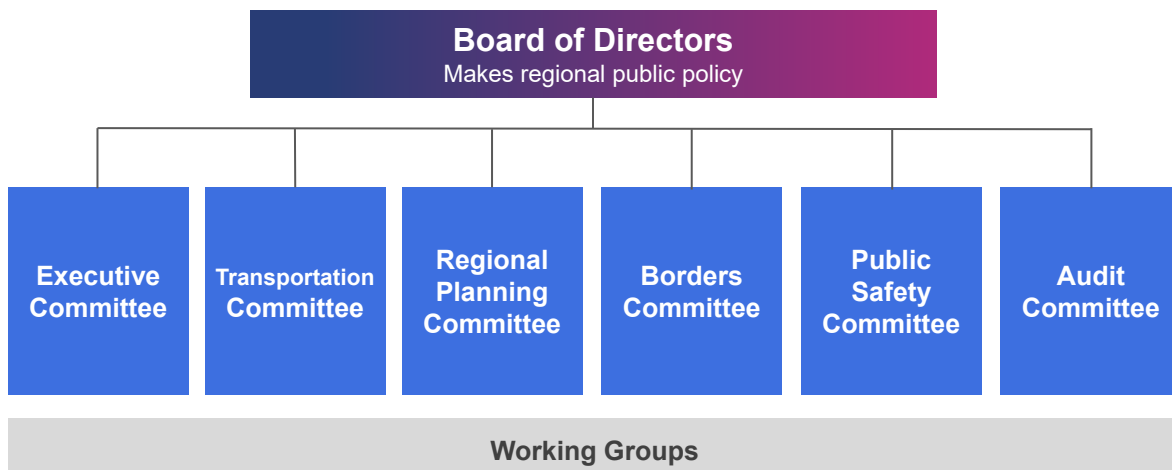 Board of Directors
Makes regional public policy
Executive
Committee
Transportation
Committee
Regional
Planning
Committee
Borders
Committee
Public
Safety
Committee
Audit
Committee
Working Groups